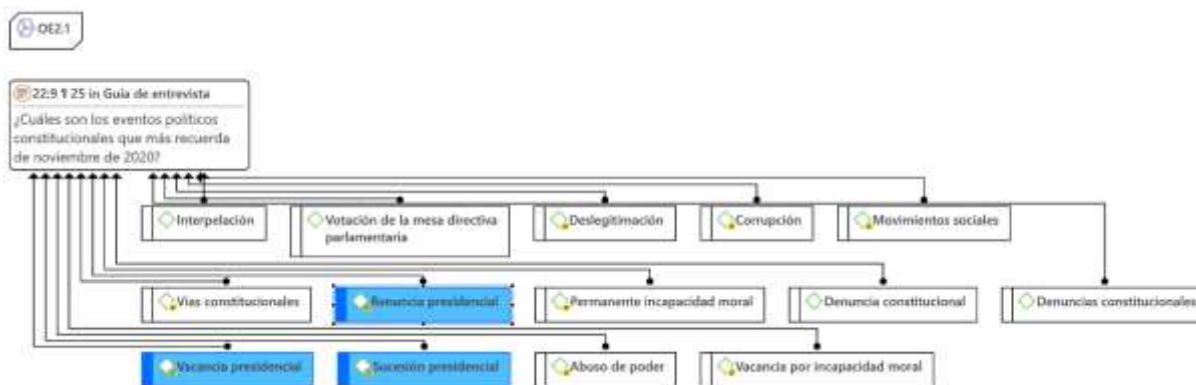 OE2.1
22:9 ¶ 25 in Guia de entrevista
¿Cuáles son los eventos políticos
constitucionales que más recuerda
de noviembre de 2020?
Interpelación
Votación de la mesa directiva
parlamentaria
Deslegitimación
Corrupción
Movimientos sociales
Vías constitucionales
Renuncia presidencial
Permanente incapacidad moral
Denuncia constitucional
Denuncias constitucionales
Vacancia presidencial
Sucesión presidencial
Abuso de poder
Vacancia por incapacidad moral